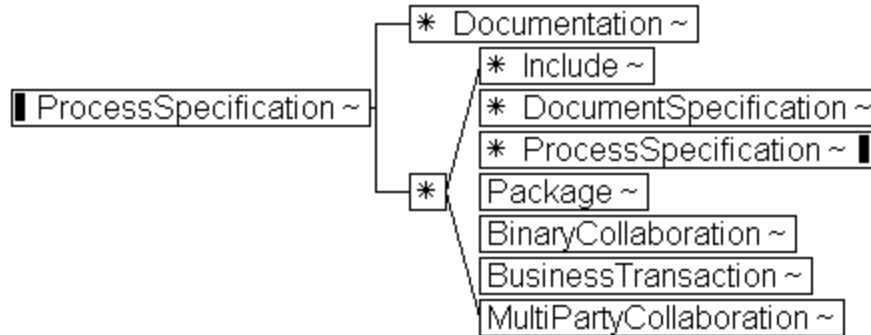 * Documentation ~
* Include ~
* DocumentSpecification ~
ProcessSpecification ~
* ProcessSpecification ~
*
Package ~
BinaryCollaboration ~
BusinessTransaction ~
MultiPartyCollaboration ~